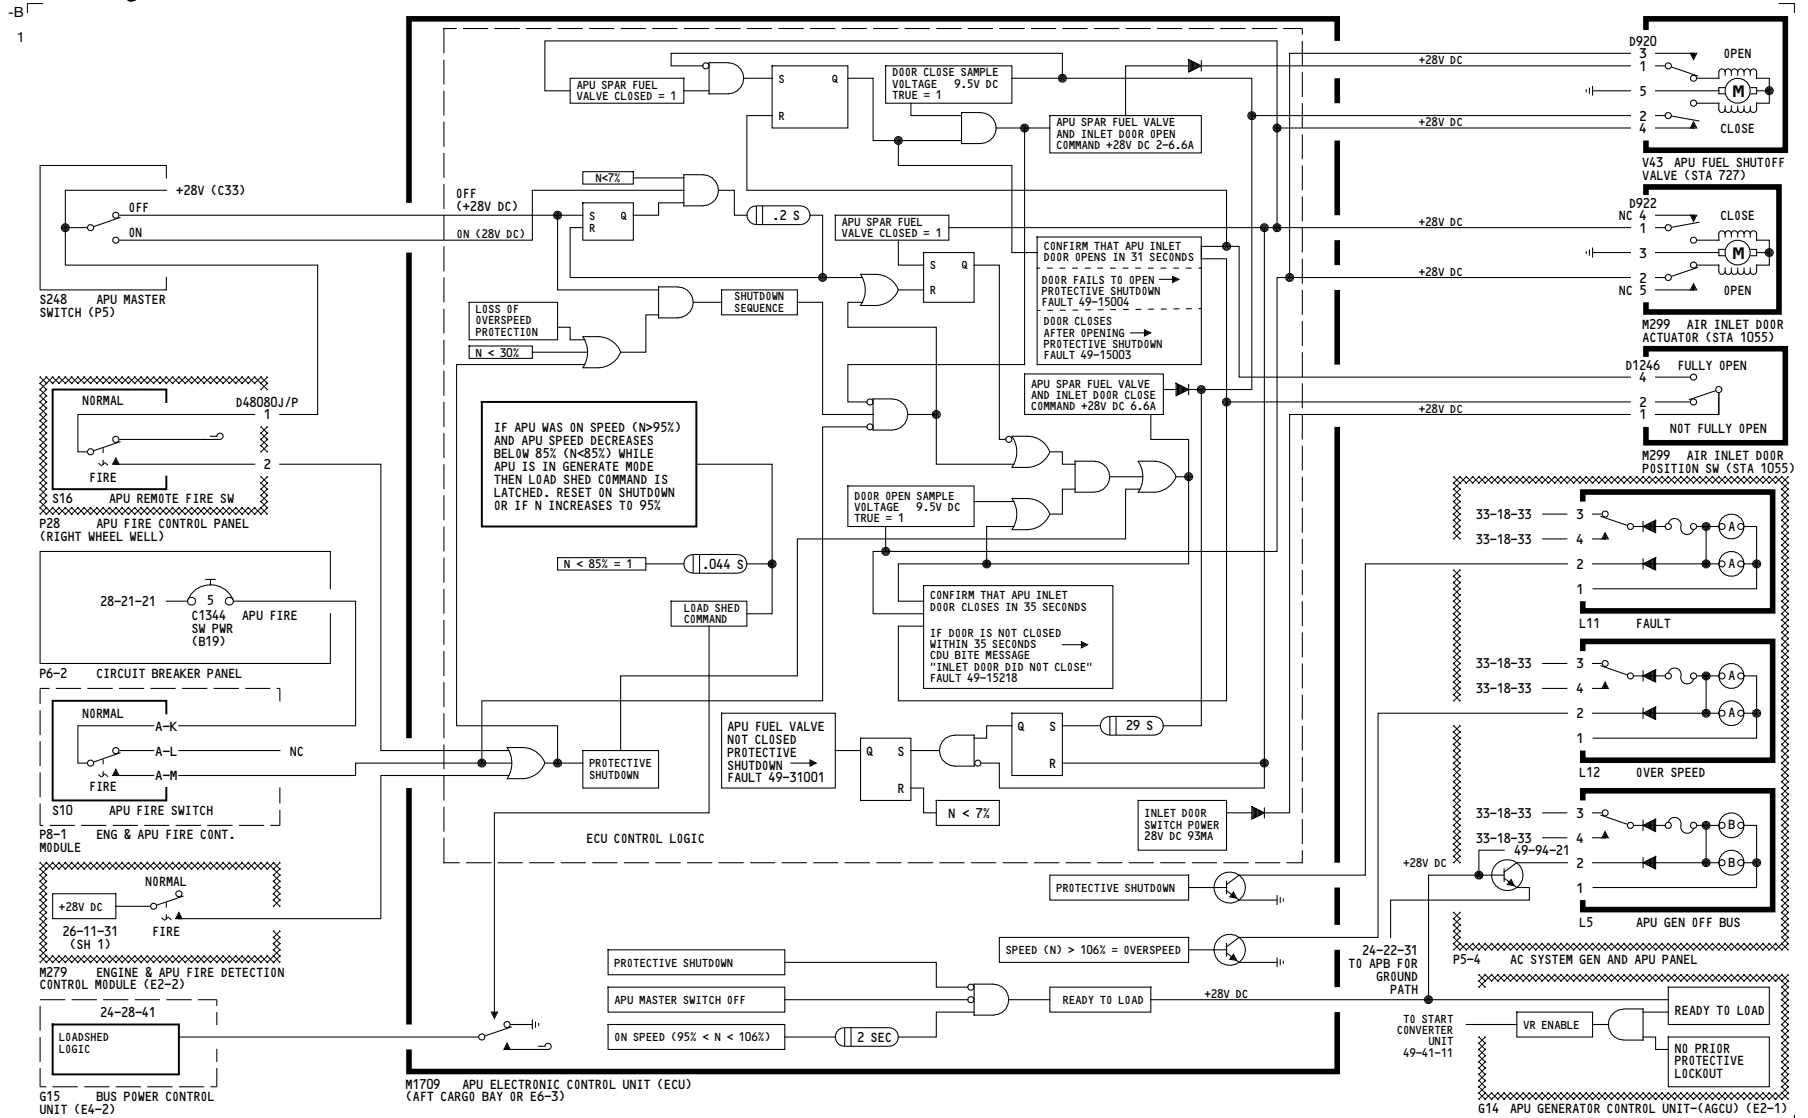 -B
1
+28V (C33)
OFF
ON
S248 APU MASTER
SWITCH (P5)
NORMAL
D48080J/P
1
2
FIRE
S16 APU REMOTE FIRE SW
P28 APU FIRE CONTROL PANEL
(RIGHT WHEEL WELL)
28-21-21
5
C1344 APU FIRE
SW PWR
(B19)
P6-2 CIRCUIT BREAKER PANEL
NORMAL
A-K
A-L NC
A-M
FIRE
S10 APU FIRE SWITCH
P8-1 ENG & APU FIRE CONT.
MODULE
NORMAL
+28V DC
26-11-31
(SH 1)
FIRE
M279 ENGINE & APU FIRE DETECTION
CONTROL MODULE (E2-2)
24-28-41
LOADSHED
LOGIC
G15 BUS POWER CONTROL
UNIT (E4-2)
APU SPAR FUEL
VALVE CLOSED = 1
S Q
R
DOOR CLOSE SAMPLE
VOLTAGE 9.5V DC
TRUE = 1
APU SPAR FUEL VALVE
AND INLET DOOR OPEN
COMMAND +28V DC 2-6.6A
N<7%
OFF
(+28V DC)
ON (28V DC)
S Q
R
.2 S
APU SPAR FUEL
VALVE CLOSED = 1
S Q
R
CONFIRM THAT APU INLET
DOOR OPENS IN 31 SECONDS
DOOR FAILS TO OPEN
PROTECTIVE SHUTDOWN
FAULT 49-15004
DOOR CLOSES
AFTER OPENING
PROTECTIVE SHUTDOWN
FAULT 49-15003
LOSS OF
OVERSPEED
PROTECTION
N < 30%
SHUTDOWN
SEQUENCE
APU SPAR FUEL VALVE
AND INLET DOOR CLOSE
COMMAND +28V DC 6.6A
IF APU WAS ON SPEED (N>95%)
AND APU SPEED DECREASES
BELOW 85% (N<85%) WHILE
APU IS IN GENERATE MODE
THEN LOAD SHED COMMAND IS
LATCHED. RESET ON SHUTDOWN
OR IF N INCREASES TO 95%
DOOR OPEN SAMPLE
VOLTAGE 9.5V DC
TRUE = 1
N < 85% = 1
.044 S
LOAD SHED
COMMAND
CONFIRM THAT APU INLET
DOOR CLOSES IN 35 SECONDS
IF DOOR IS NOT CLOSED
WITHIN 35 SECONDS
CDU BITE MESSAGE
"INLET DOOR DID NOT CLOSE"
FAULT 49-15218
APU FUEL VALVE
NOT CLOSED
PROTECTIVE
SHUTDOWN
FAULT 49-31001
Q S
R
Q S
R
29 S
N < 7%
PROTECTIVE
SHUTDOWN
INLET DOOR
SWITCH POWER
28V DC 93MA
ECU CONTROL LOGIC
PROTECTIVE SHUTDOWN
SPEED (N) > 106% = OVERSPEED
PROTECTIVE SHUTDOWN
APU MASTER SWITCH OFF
ON SPEED (95% < N < 106%)
2 SEC
READY TO LOAD
+28V DC
M1709 APU ELECTRONIC CONTROL UNIT (ECU)
(AFT CARGO BAY OR E6-3)
+28V DC
+28V DC
+28V DC
+28V DC
+28V DC
D920
3 OPEN
1
5 M
2
4 CLOSE
V43 APU FUEL SHUTOFF
VALVE (STA 727)
D922
NC 4 CLOSE
1
3 M
2
NC 5 OPEN
M299 AIR INLET DOOR
ACTUATOR (STA 1055)
D1246 FULLY OPEN
4
2
1
NOT FULLY OPEN
M299 AIR INLET DOOR
POSITION SW (STA 1055)
33-18-33 3 A
33-18-33 4
2 A
1
L11 FAULT
33-18-33 3 A
33-18-33 4
2 A
1
L12 OVER SPEED
33-18-33 3 B
33-18-33 4
49-94-21
+28V DC
2 B
1
L5 APU GEN OFF BUS
24-22-31
TO APB FOR
GROUND
PATH
P5-4 AC SYSTEM GEN AND APU PANEL
TO START
CONVERTER
UNIT
49-41-11
VR ENABLE
READY TO LOAD
NO PRIOR
PROTECTIVE
LOCKOUT
G14 APU GENERATOR CONTROL UNIT-(AGCU) (E2-1)